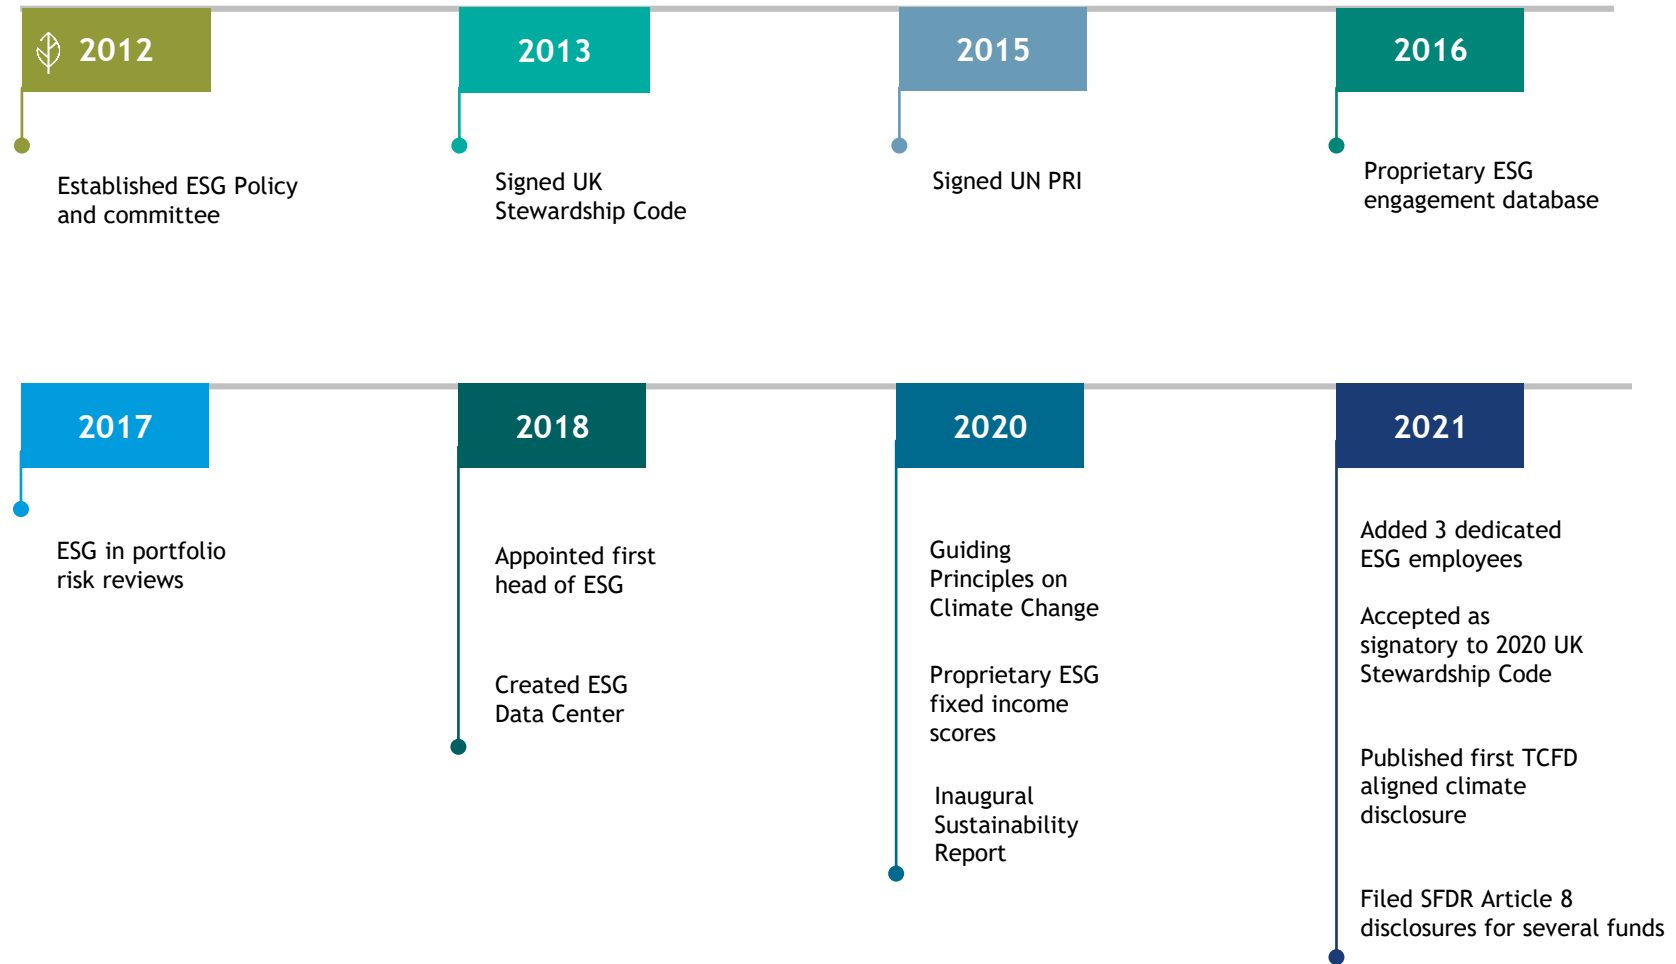 2012
Established ESG Policy
and committee
2013
Signed UK
Stewardship Code
2015
Signed UN PRI
2016
Proprietary ESG
engagement database
2017
ESG in portfolio
risk reviews
2018
Appointed first
head of ESG
Created ESG
Data Center
2020
Guiding
Principles on
Climate Change
Proprietary ESG
fixed income
scores
Inaugural
Sustainability
Report
2021
Added 3 dedicated
ESG employees
Accepted as
signatory to 2020 UK
Stewardship Code
Published first TCFD
aligned climate
disclosure
Filed SFDR Article 8
disclosures for several funds